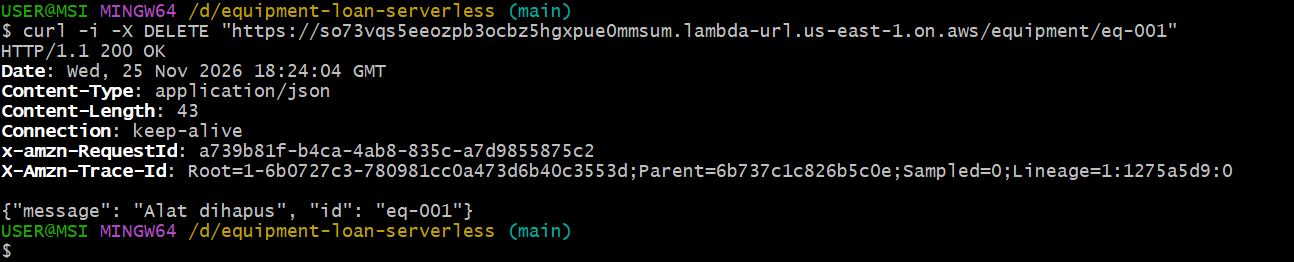 USER@MSI MINGW64 /d/equipment-loan-serverless (main)
$ curl -i -X DELETE "https://so73vqs5eeozpb3ocbz5hgxpue0mmsum.lambda-url.us-east-1.on.aws/equipment/eq-001"
HTTP/1.1 200 OK
Date: Wed, 25 Nov 2026 18:24:04 GMT
Content-Type: application/json
Content-Length: 43
Connection: keep-alive
x-amzn-RequestId: a739b81f-b4ca-4ab8-835c-a7d9855875c2
X-Amzn-Trace-Id: Root=1-6b0727c3-780981cc0a473d6b40c3553d;Parent=6b737c1c826b5c0e;Sampled=0;Lineage=1:1275a5d9:0

{"message": "Alat dihapus", "id": "eq-001"}
USER@MSI MINGW64 /d/equipment-loan-serverless (main)
$